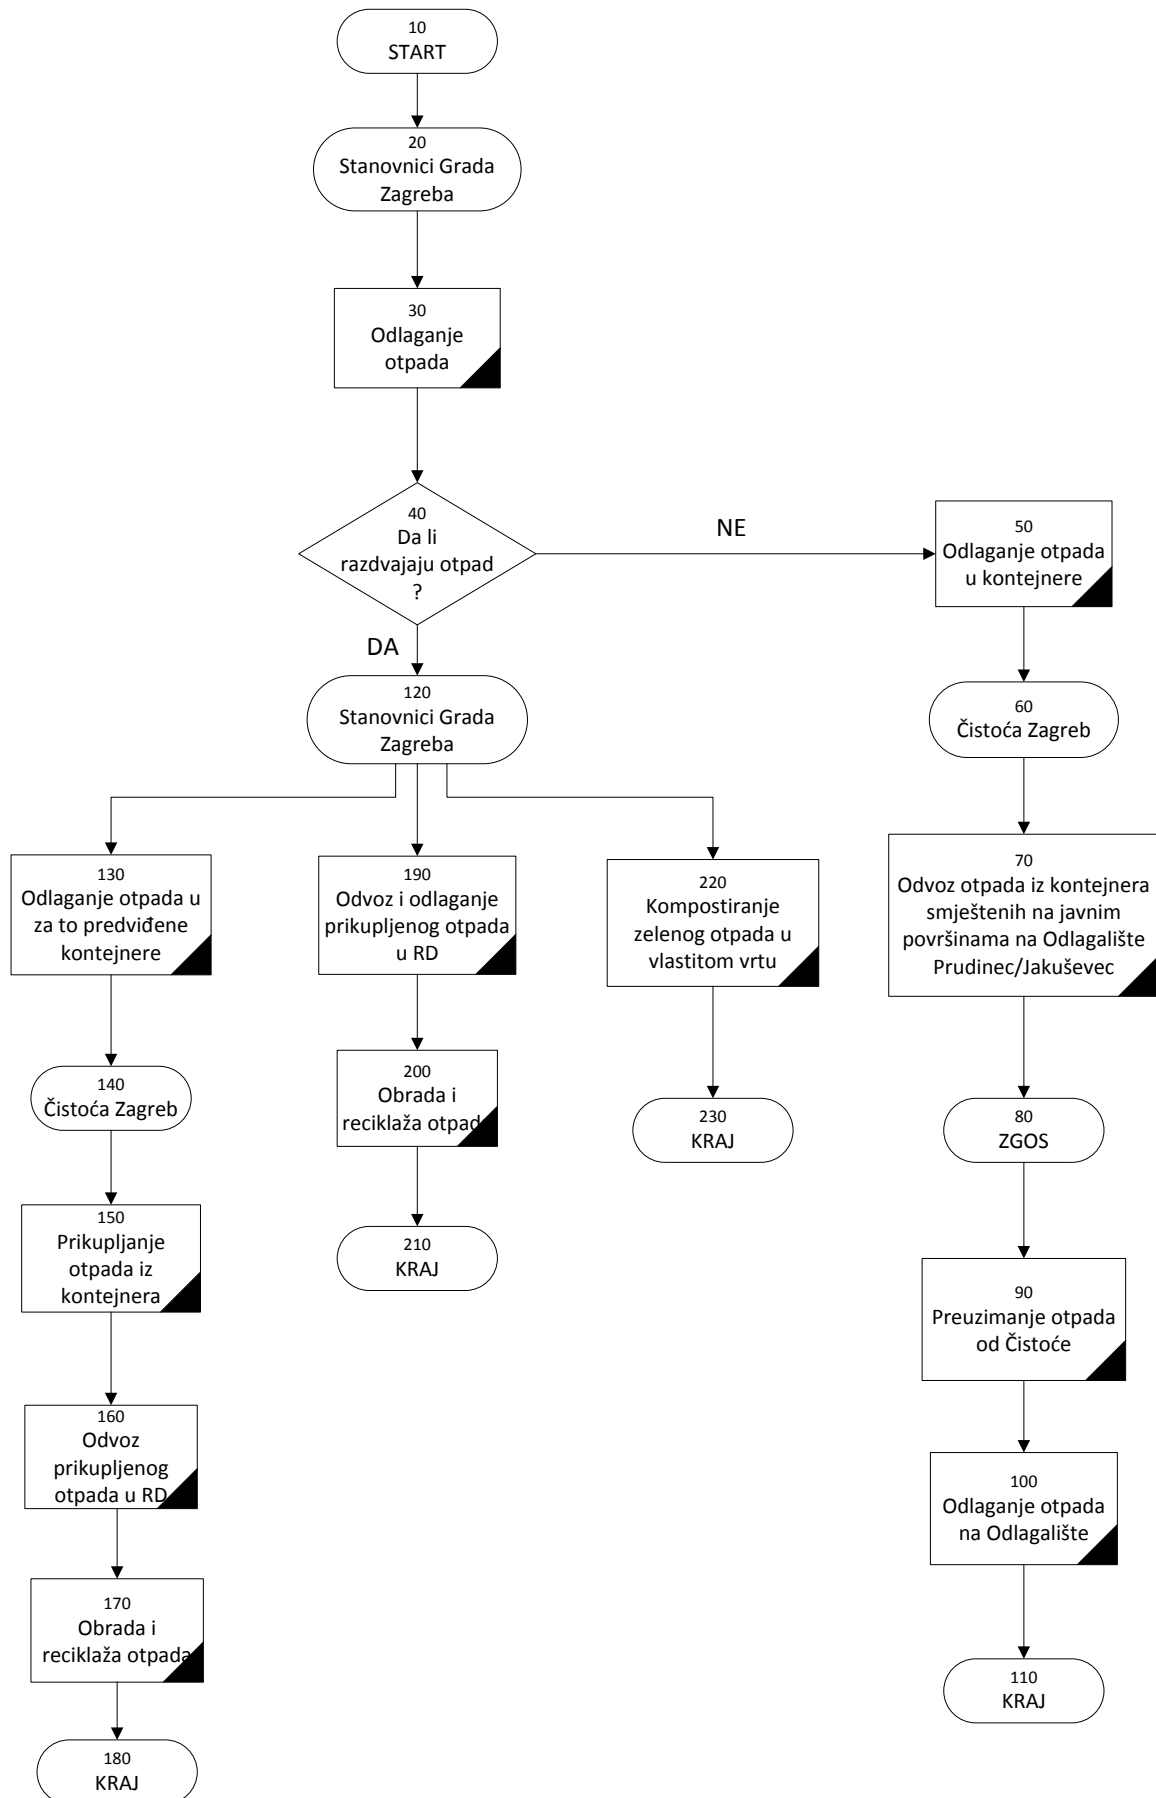 10
START
20
Stanovnici Grada
Zagreba
30
Odlaganje
otpada
40
Da li
razdvajaju otpad
?
NE
50
Odlaganje otpada
u kontejnere
DA
120
Stanovnici Grada
Zagreba
60
Čistoća Zagreb
130
Odlaganje otpada u
za to predviđene
kontejnere
190
Odvoz i odlaganje
prikupljenog otpada
u RD
220
Kompostiranje
zelenog otpada u
vlastitom vrtu
70
Odvoz otpada iz kontejnera
smještenih na javnim
površinama na Odlagalište
Prudinec/Jakuševec
140
Čistoća Zagreb
200
Obrada i
reciklaža otpada
230
KRAJ
80
ZGOS
150
Prikupljanje
otpada iz
kontejnera
210
KRAJ
90
Preuzimanje otpada
od Čistoće
160
Odvoz
prikupljenog
otpada u RD
100
Odlaganje otpada
na Odlagalište
170
Obrada i
reciklaža otpada
110
KRAJ
180
KRAJ